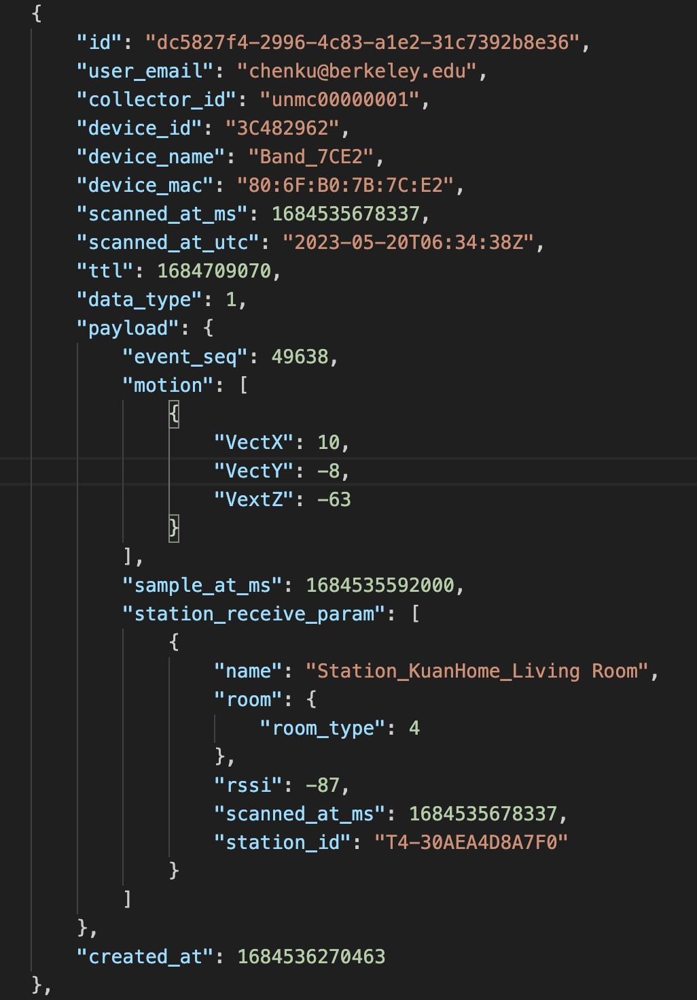 {
"id": "dc5827f4-2996-4c83-a1e2-31c7392b8e36",
"user_email": "chenku@berkeley.edu",
"collector_id": "unmc00000001",
"device_id": "3C482962",
"device_name": "Band_7CE2",
"device_mac": "80:6F:B0:7B:7C:E2",
"scanned_at_ms": 1684535678337,
"scanned_at_utc": "2023-05-20T06:34:38Z",
"ttl": 1684709070,
"data_type": 1,
"payload": {
"event_seq": 49638,
"motion": [
{
"VectX": 10,
"VectY": -8,
"VextZ": -63
}
],
"sample_at_ms": 1684535592000,
"station_receive_param": [
{
"name": "Station_KuanHome_Living Room",
"room": {
"room_type": 4
},
"rssi": -87,
"scanned_at_ms": 1684535678337,
"station_id": "T4-30AEA4D8A7F0"
}
]
},
"created_at": 1684536270463
},